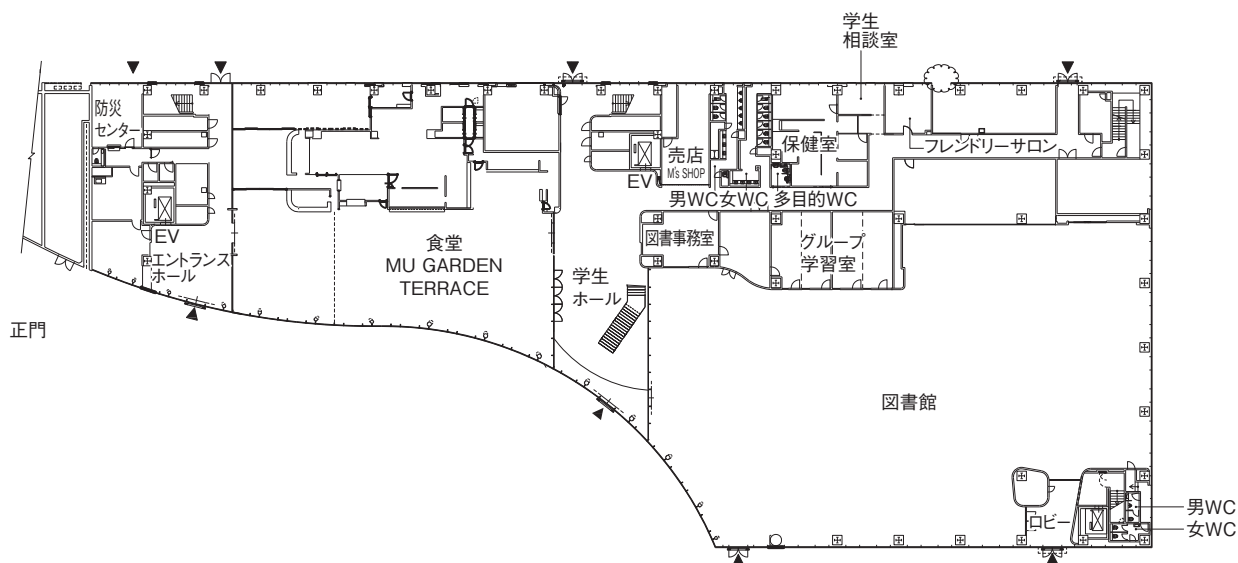 学生
相談室
防災
センター
売店
M's SHOP
保健室
フレンドリーサロン
EV
男WC
女WC
多目的WC
EV
エントランス
ホール
食堂
MU GARDEN
TERRACE
学生
ホール
図書事務室
グループ
学習室
正門
図書館
ロビー
男WC
女WC